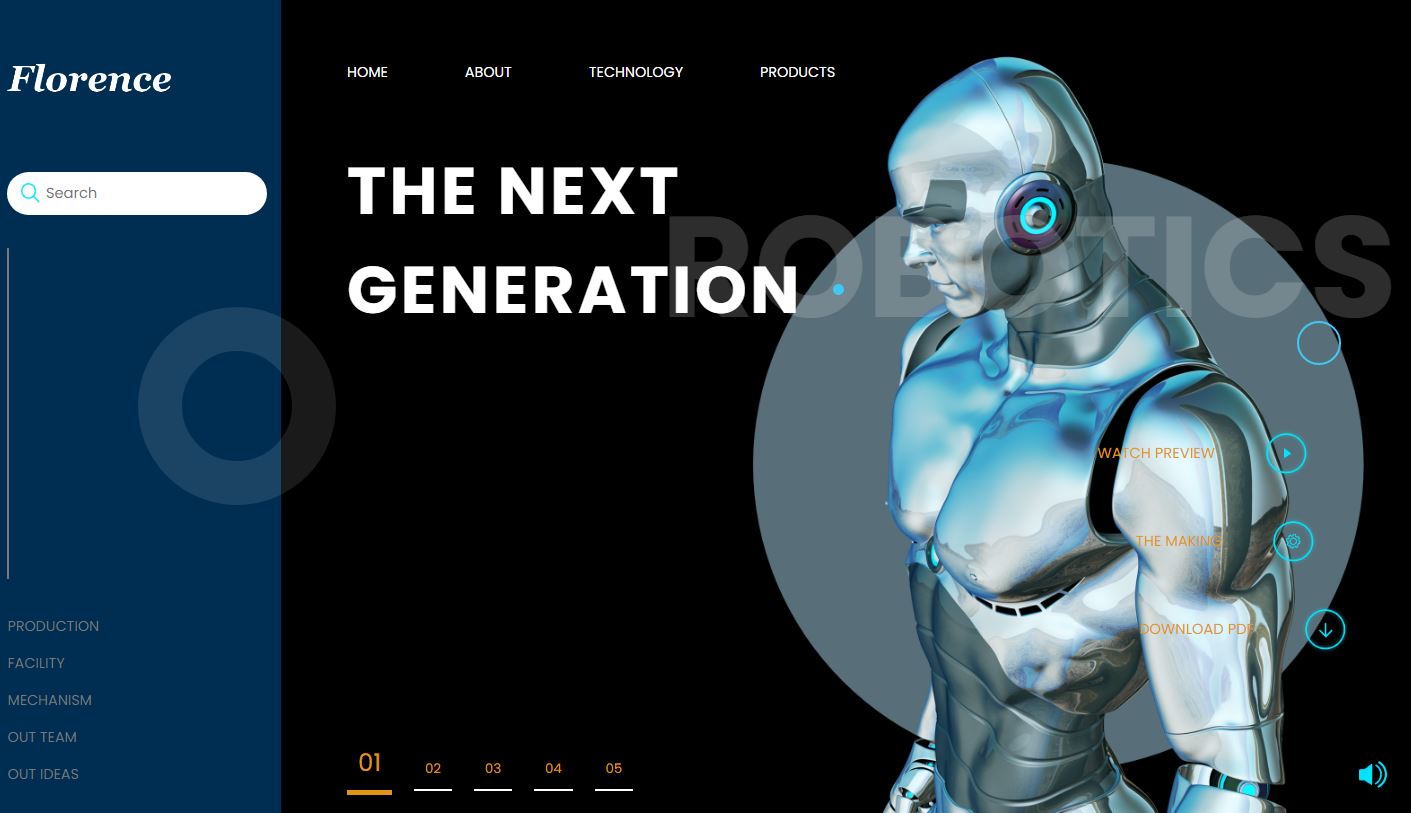 Florence
Search
PRODUCTION
FACILITY
MECHANISM
OUT TEAM
OUT IDEAS
HOME ABOUT TECHNOLOGY PRODUCTS
THE NEXT
GENERATION
ROBOTICS
WATCH PREVIEW
THE MAKING
DOWNLOAD PDF
01 02 03 04 05